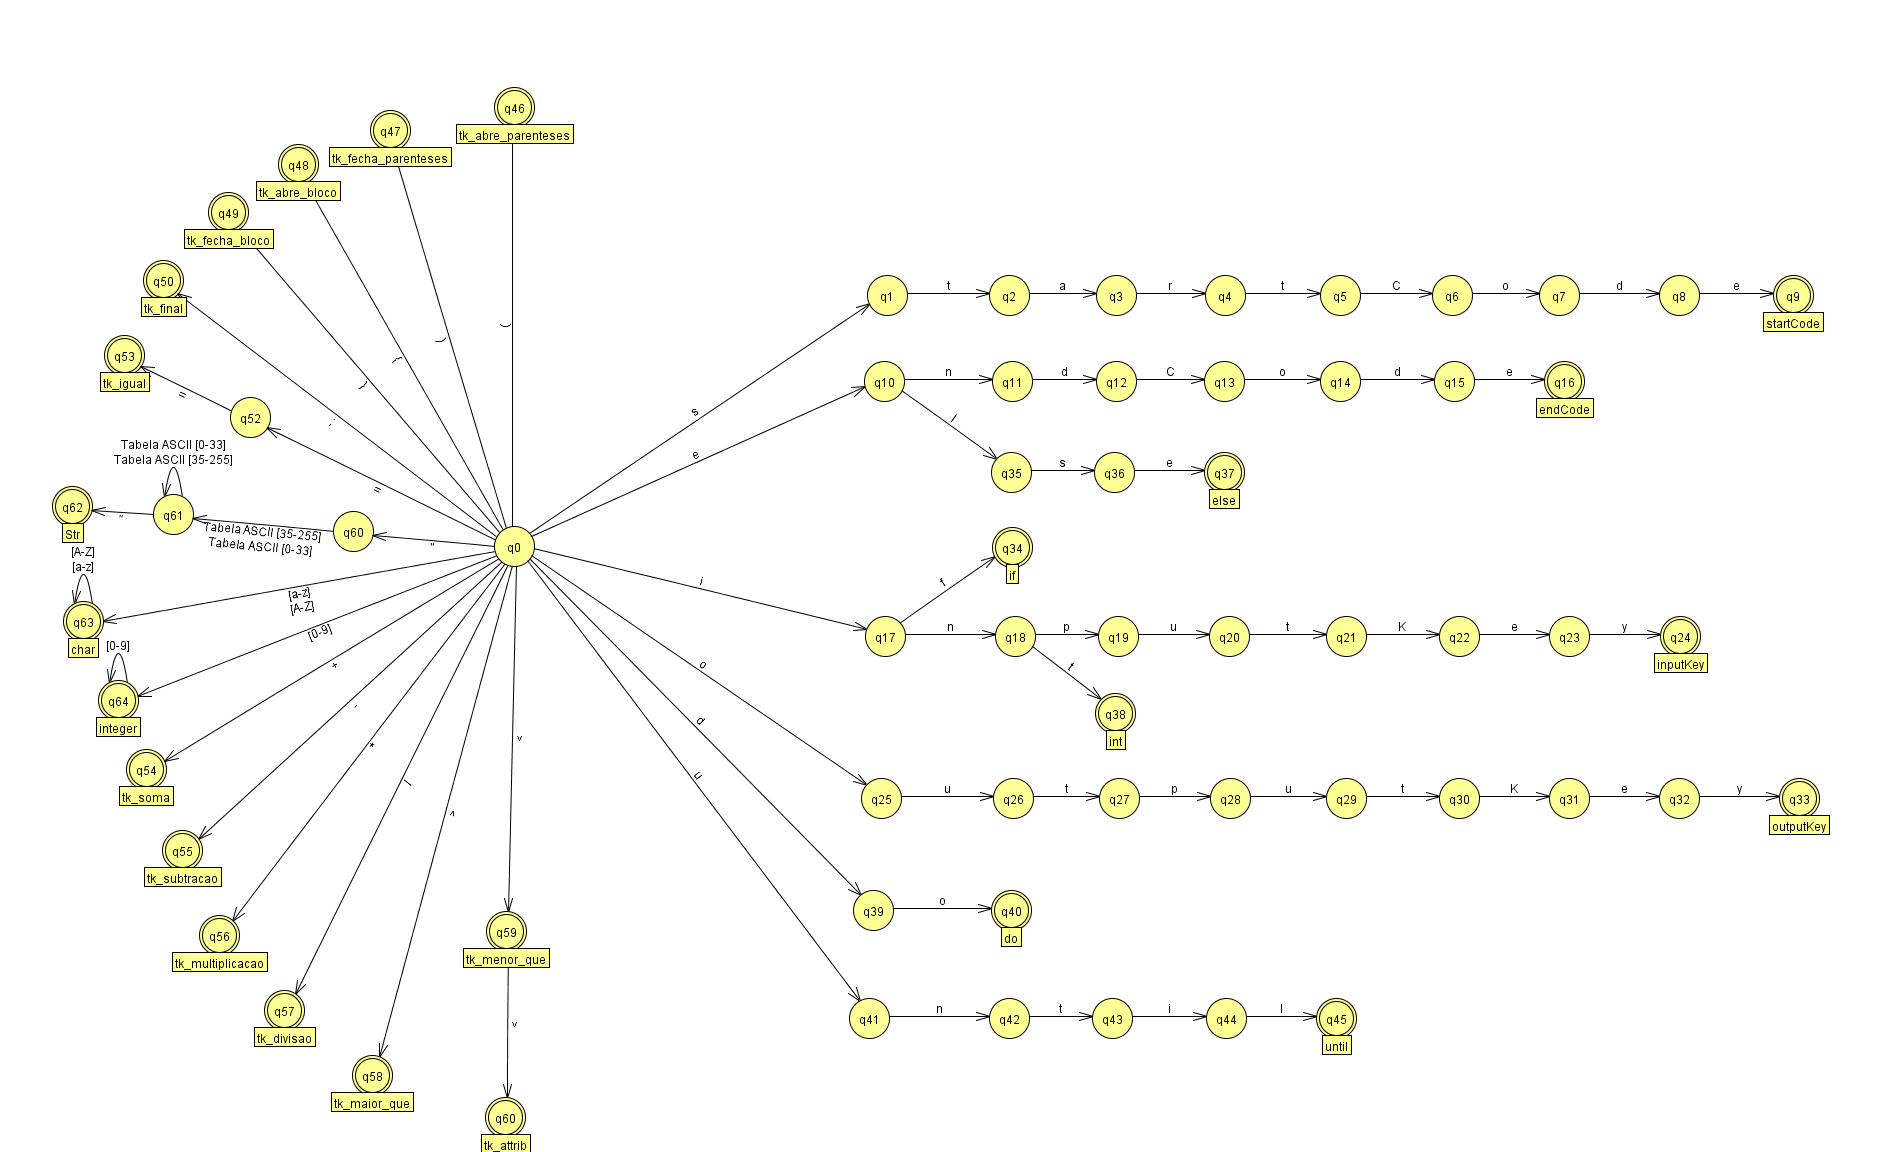 q46
tk_abre_parenteses
q47
tk_fecha_parenteses
q48
tk_abre_bloco
q49
tk_fecha_bloco
q50
tk_final
q53
tk_igual
=
q52
=
;
}
{
)
(
Tabela ASCII [0-33]
Tabela ASCII [35-255]
q62
Str
"
q61
Tabela ASCII [35-255]
Tabela ASCII [0-33]
q60
"
q0
[A-Z]
[a-z]
q63
char
[a-z]
[A-Z]
[0-9]
q64
integer
[0-9]
q54
tk_soma
+
q55
tk_subtracao
-
q56
tk_multiplicacao
*
q57
tk_divisao
/
q58
tk_maior_que
>
q59
tk_menor_que
<
<
q60
tk_attrib
s
q1
t
q2
a
q3
r
q4
t
q5
C
q6
o
q7
d
q8
e
q9
startCode
e
q10
n
q11
d
q12
C
q13
o
q14
d
q15
e
q16
endCode
l
q35
s
q36
e
q37
else
i
q17
f
q34
if
n
q18
p
q19
u
q20
t
q21
K
q22
e
q23
y
q24
inputKey
t
q38
int
o
q25
u
q26
t
q27
p
q28
u
q29
t
q30
K
q31
e
q32
y
q33
outputKey
d
q39
o
q40
do
u
q41
n
q42
t
q43
i
q44
l
q45
until